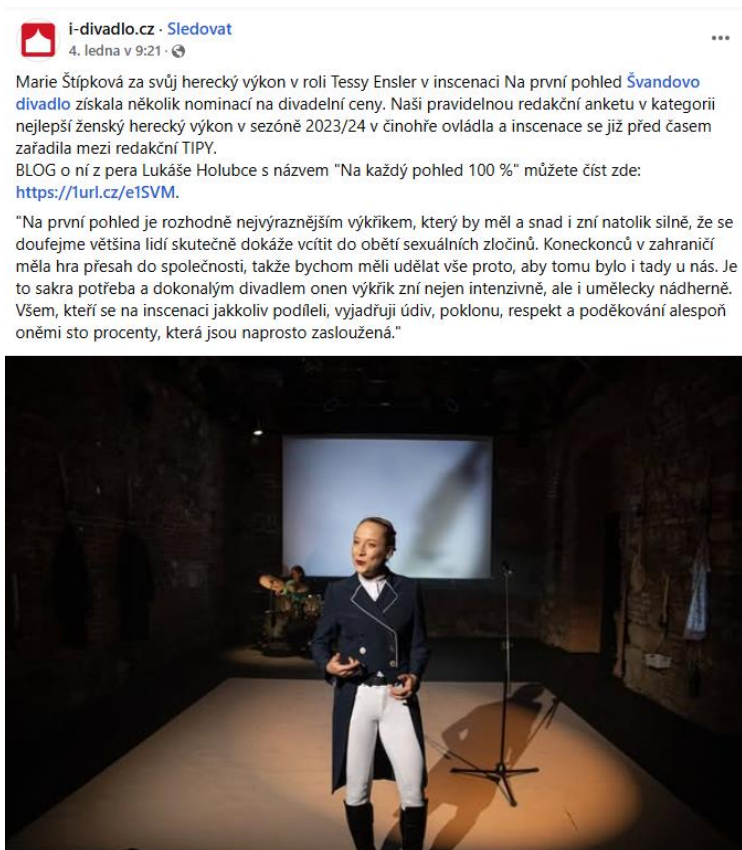 i-divadlo.cz · Sledovat
4. ledna v 9:21 ·
Marie Štípková za svůj herecký výkon v roli Tessy Ensler v inscenaci Na první pohled Švandovo
divadlo získala několik nominací na divadelní ceny. Naši pravidelnou redakční anketu v kategorii
nejlepší ženský herecký výkon v sezóně 2023/24 v činohře ovládla a inscenace se již před časem
zařadila mezi redakční TIPY.
BLOG o ní z pera Lukáše Holubce s názvem "Na každý pohled 100 %" můžete číst zde:
https://1url.cz/e1SVM.
"Na první pohled je rozhodně nejvýraznějším výkřikem, který by měl a snad i zní natolik silně, že se
doufejme většina lidí skutečně dokáže vcítit do obětí sexuálních zločinů. Koneckonců v zahraničí
měla hra přesah do společnosti, takže bychom měli udělat vše proto, aby tomu bylo i tady u nás. Je
to sakra potřeba a dokonalým divadlem onen výkřik zní nejen intenzivně, ale i umělecky nádherně.
Všem, kteří se na inscenaci jakkoliv podíleli, vyjadřuji údiv, poklonu, respekt a poděkování alespoň
oněmi sto procenty, která jsou naprosto zasloužená."